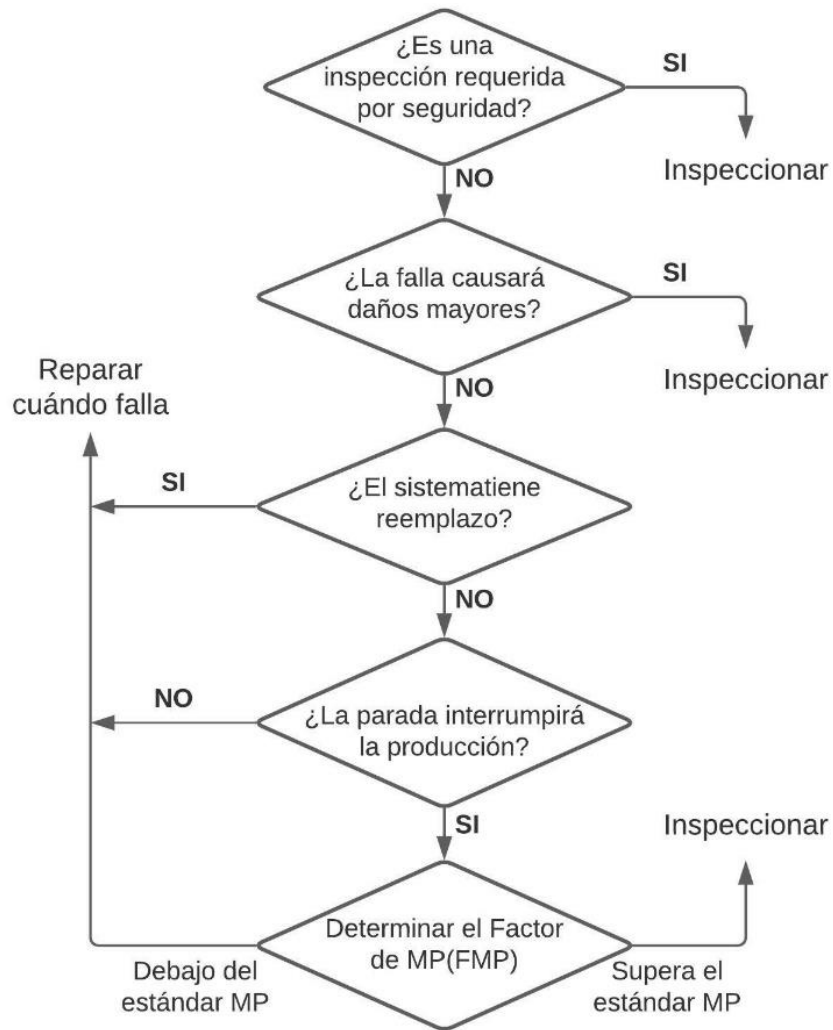 ¿Es una
inspección requerida
por seguridad?
SI
Inspeccionar
NO
¿La falla causará
daños mayores?
SI
Inspeccionar
NO
Reparar
cuándo falla
¿El sistematiene
reemplazo?
SI
NO
¿La parada interrumpirá
la producción?
NO
SI
Inspeccionar
Determinar el Factor
de MP(FMP)
Debajo del
estándar MP
Supera el
estándar MP